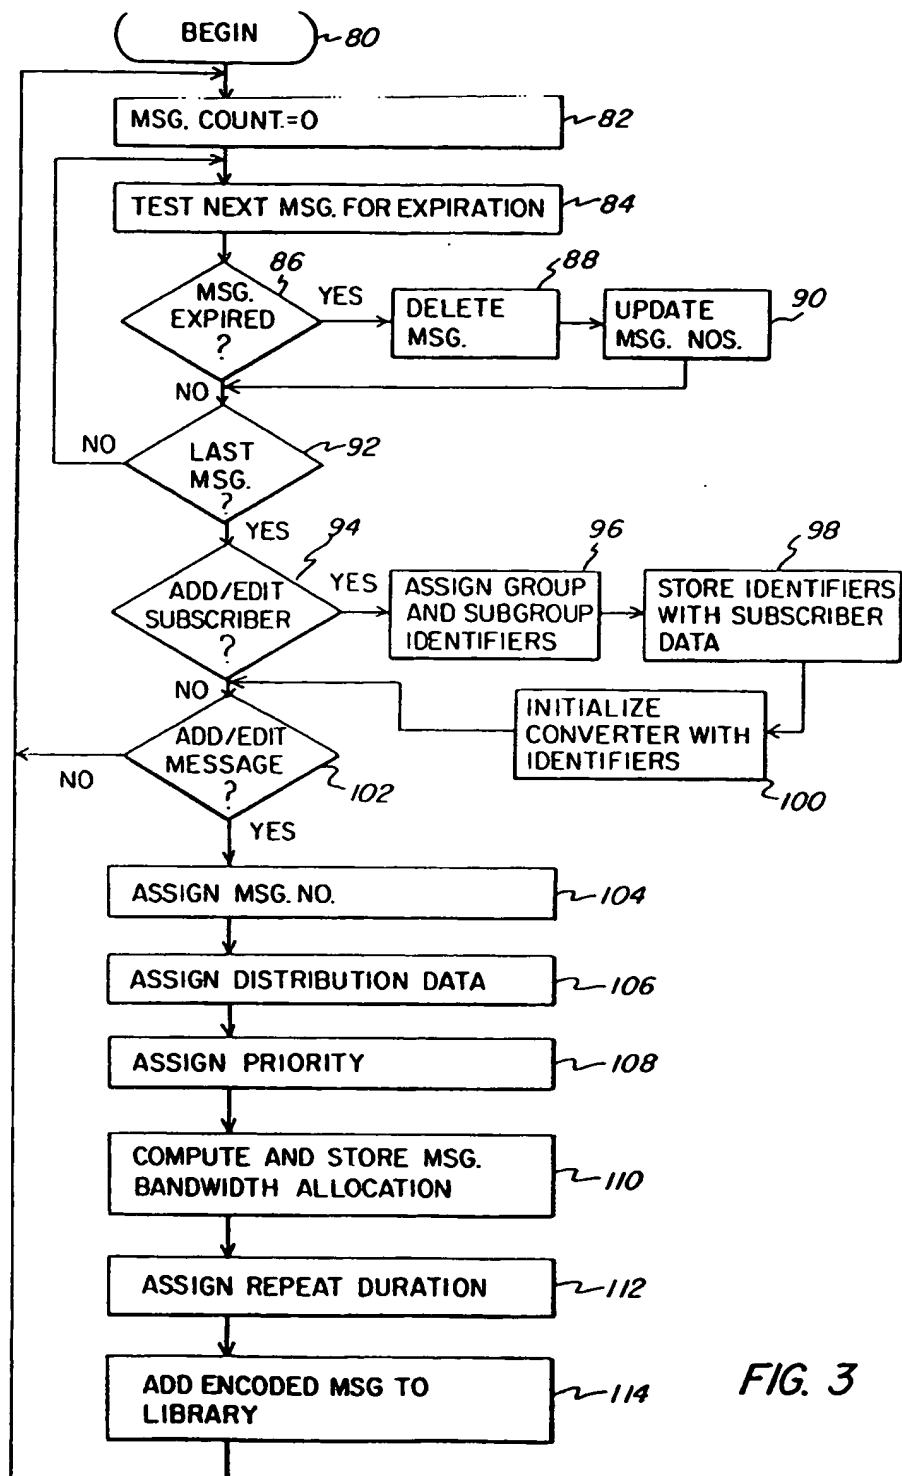 BEGIN
80
MSG. COUNT.=0
82
TEST NEXT MSG. FOR EXPIRATION
84
MSG.
EXPIRED
?
86
YES
DELETE
MSG.
88
UPDATE
MSG. NOS.
90
NO
LAST
MSG.
?
92
NO
YES
ADD/EDIT
SUBSCRIBER
?
94
YES
ASSIGN GROUP
AND SUBGROUP
IDENTIFIERS
96
STORE IDENTIFIERS
WITH SUBSCRIBER
DATA
98
NO
INITIALIZE
CONVERTER WITH
IDENTIFIERS
100
ADD/EDIT
MESSAGE
?
102
NO
YES
ASSIGN MSG. NO.
104
ASSIGN DISTRIBUTION DATA
106
ASSIGN PRIORITY
108
COMPUTE AND STORE MSG.
BANDWIDTH ALLOCATION
110
ASSIGN REPEAT DURATION
112
ADD ENCODED MSG TO
LIBRARY
114
FIG. 3